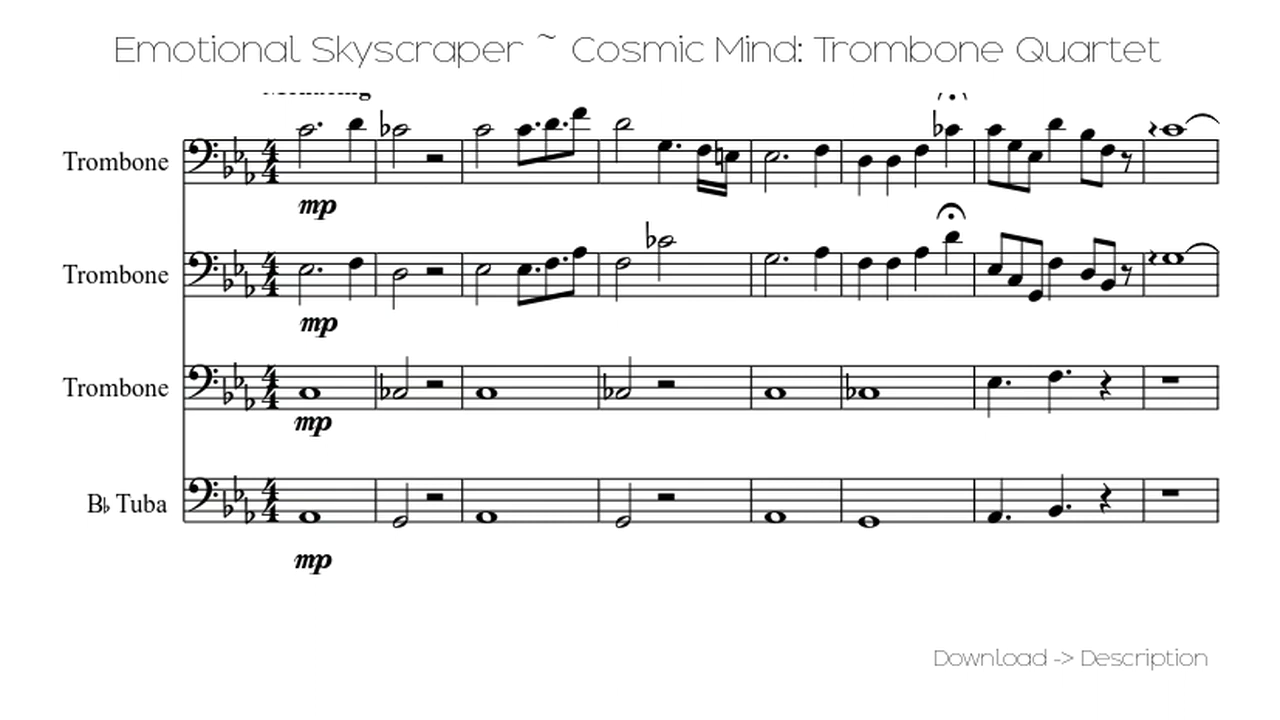 Emotional Skyscraper ~ Cosmic Mind: Trombone Quartet
Trombone
mp
Trombone
mp
Trombone
mp
B♭ Tuba
mp
Download -> Description